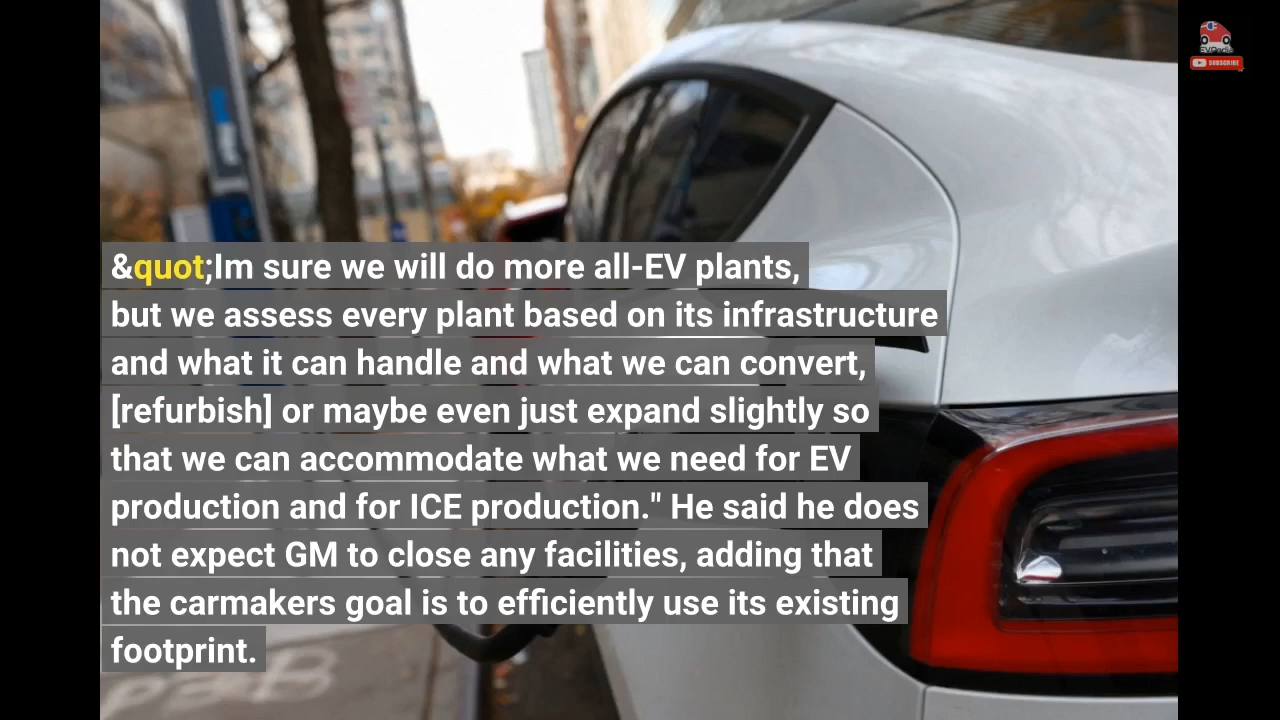 EVPedia
SUBSCRIBE
&quot;Im sure we will do more all-EV plants,
but we assess every plant based on its infrastructure
and what it can handle and what we can convert,
[refurbish] or maybe even just expand slightly so
that we can accommodate what we need for EV
production and for ICE production." He said he does
not expect GM to close any facilities, adding that
the carmakers goal is to efficiently use its existing
footprint.